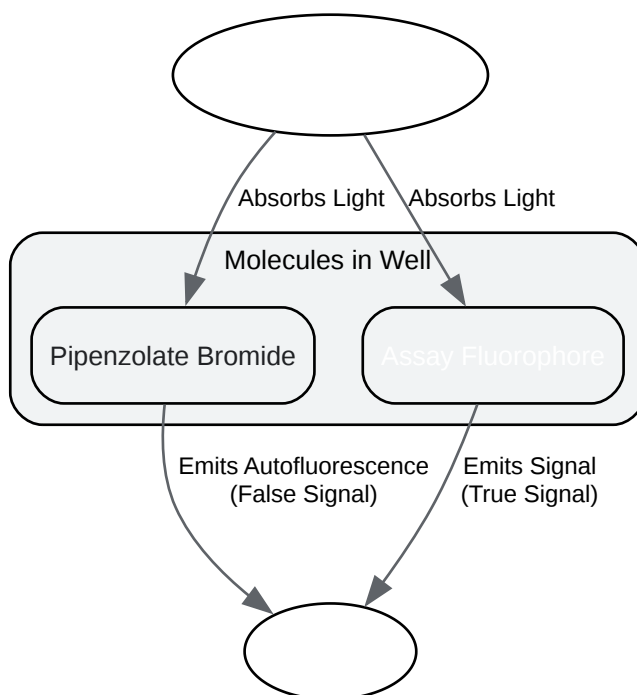 Absorbs Light
Absorbs Light
Molecules in Well
Pipenzolate Bromide
Assay Fluorophore
Emits Autofluorescence
(False Signal)
Emits Signal
(True Signal)